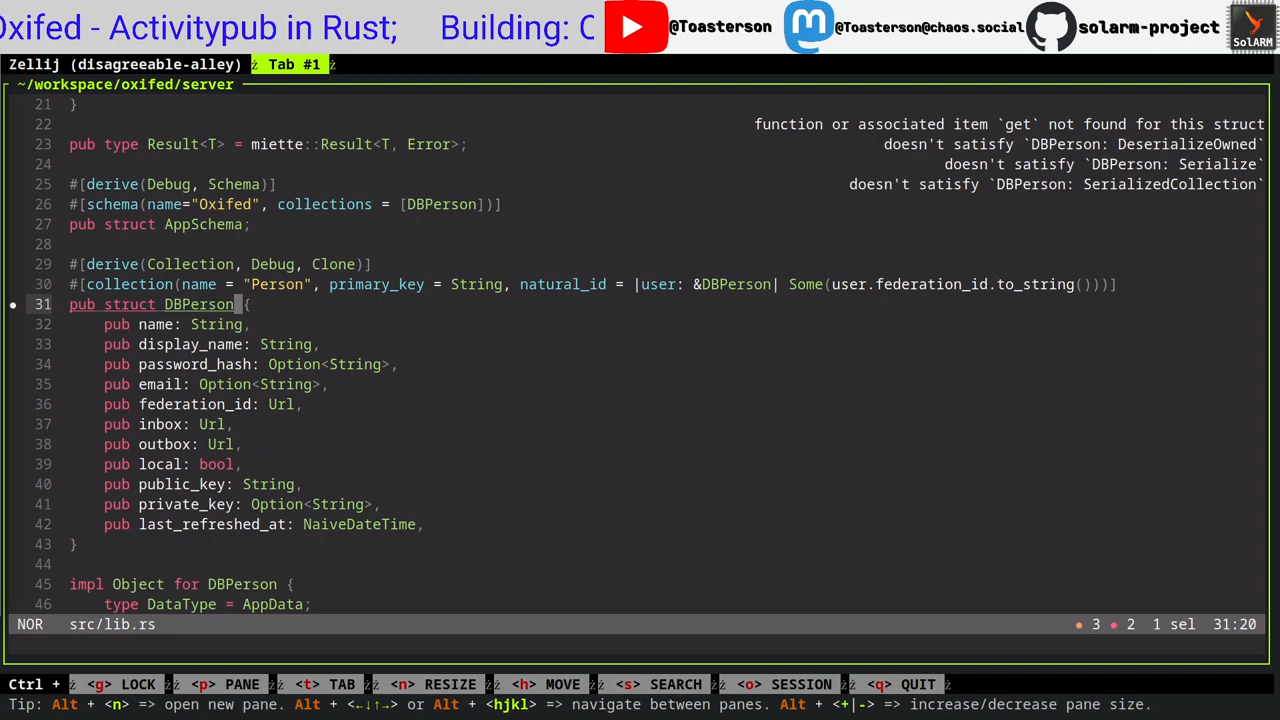 Oxifed - Activitypub in Rust; Building: C
@Toasterson
@Toasterson@chaos.social
solarm-project
SolARM
Zellij (disagreeable-alley) Tab #1
~/workspace/oxifed/server
21 }
22
23 pub type Result<T> = miette::Result<T, Error>;
24
25 #[derive(Debug, Schema)]
26 #[schema(name="Oxifed", collections = [DBPerson])]
27 pub struct AppSchema;
28
29 #[derive(Collection, Debug, Clone)]
30 #[collection(name = "Person", primary_key = String, natural_id = |user: &DBPerson| Some(user.federation_id.to_string()))]
● 31 pub struct DBPerson {
32 pub name: String,
33 pub display_name: String,
34 pub password_hash: Option<String>,
35 pub email: Option<String>,
36 pub federation_id: Url,
37 pub inbox: Url,
38 pub outbox: Url,
39 pub local: bool,
40 pub public_key: String,
41 pub private_key: Option<String>,
42 pub last_refreshed_at: NaiveDateTime,
43 }
44
45 impl Object for DBPerson {
46 type DataType = AppData;
function or associated item `get` not found for this struct
doesn't satisfy `DBPerson: DeserializeOwned`
doesn't satisfy `DBPerson: Serialize`
doesn't satisfy `DBPerson: SerializedCollection`
NOR src/lib.rs ● 3 ● 2 1 sel 31:20
Ctrl + <g> LOCK <p> PANE <t> TAB <n> RESIZE <h> MOVE <s> SEARCH <o> SESSION <q> QUIT
Tip: Alt + <n> => open new pane. Alt + <←↓↑→> or Alt + <hjkl> => navigate between panes. Alt + <+|-> => increase/decrease pane size.